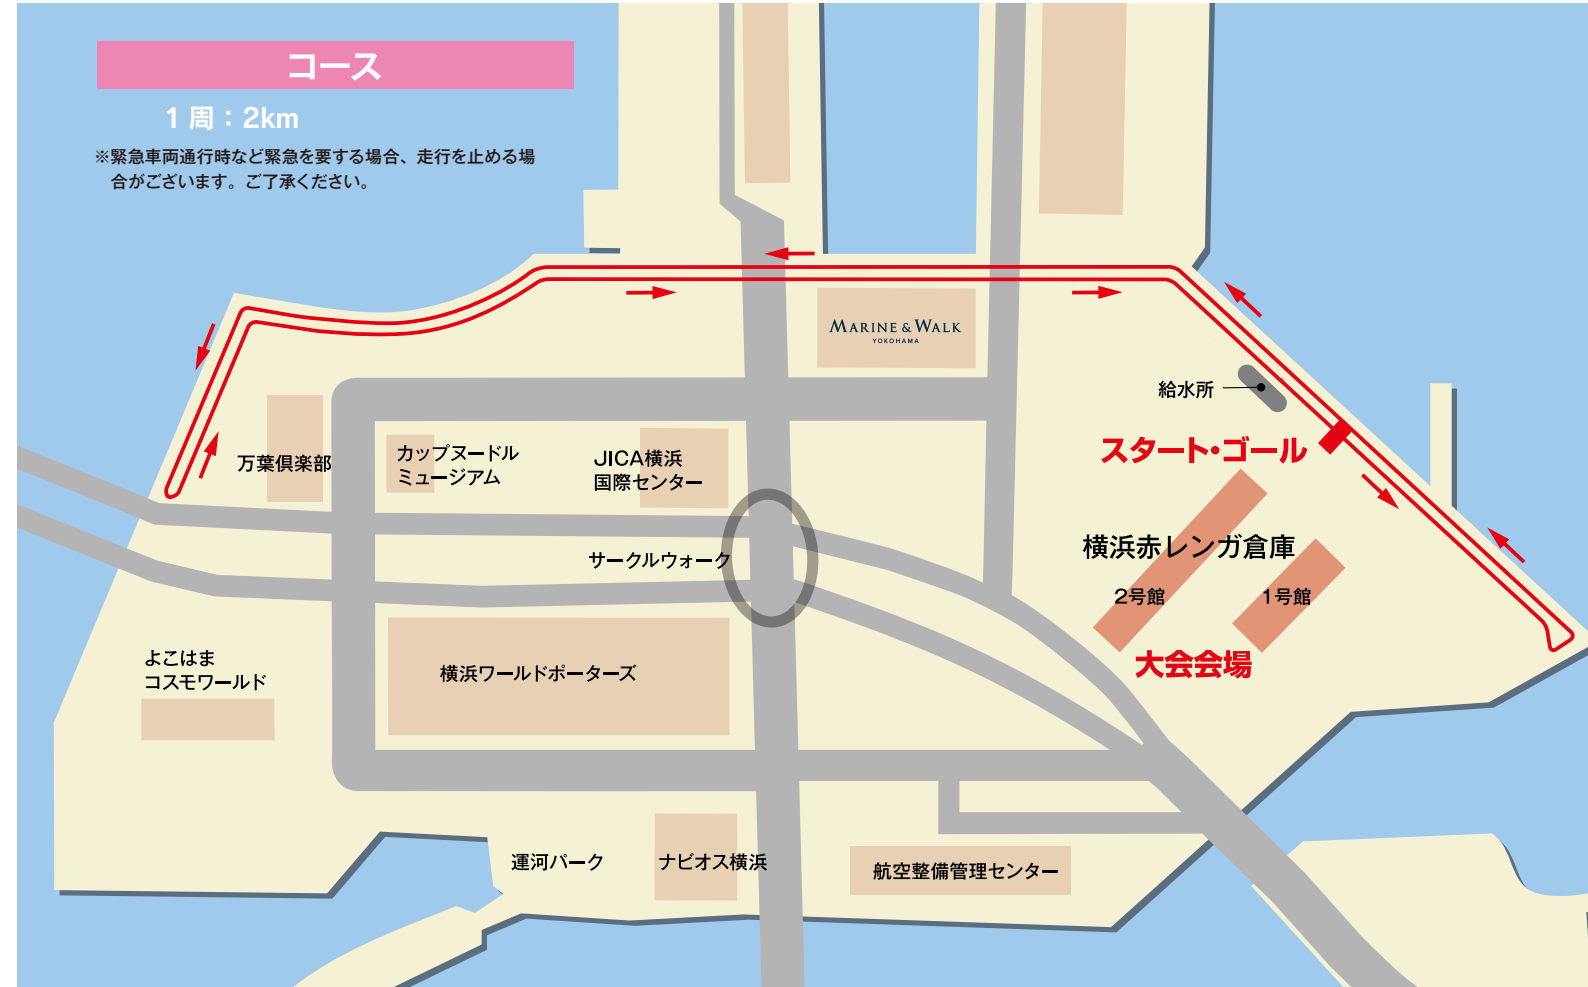 コース
1 周：2km
※緊急車両通行時など緊急を要する場合、走行を止める場
合がございます。ご了承ください。
MARINE & WALK
YOKOHAMA
給水所
スタート・ゴール
万葉倶楽部
カップヌードル
ミュージアム
JICA横浜
国際センター
サークルウォーク
横浜赤レンガ倉庫
2号館
1号館
大会会場
よこはま
コスモワールド
横浜ワールドポーターズ
運河パーク
ナビオス横浜
航空整備管理センター